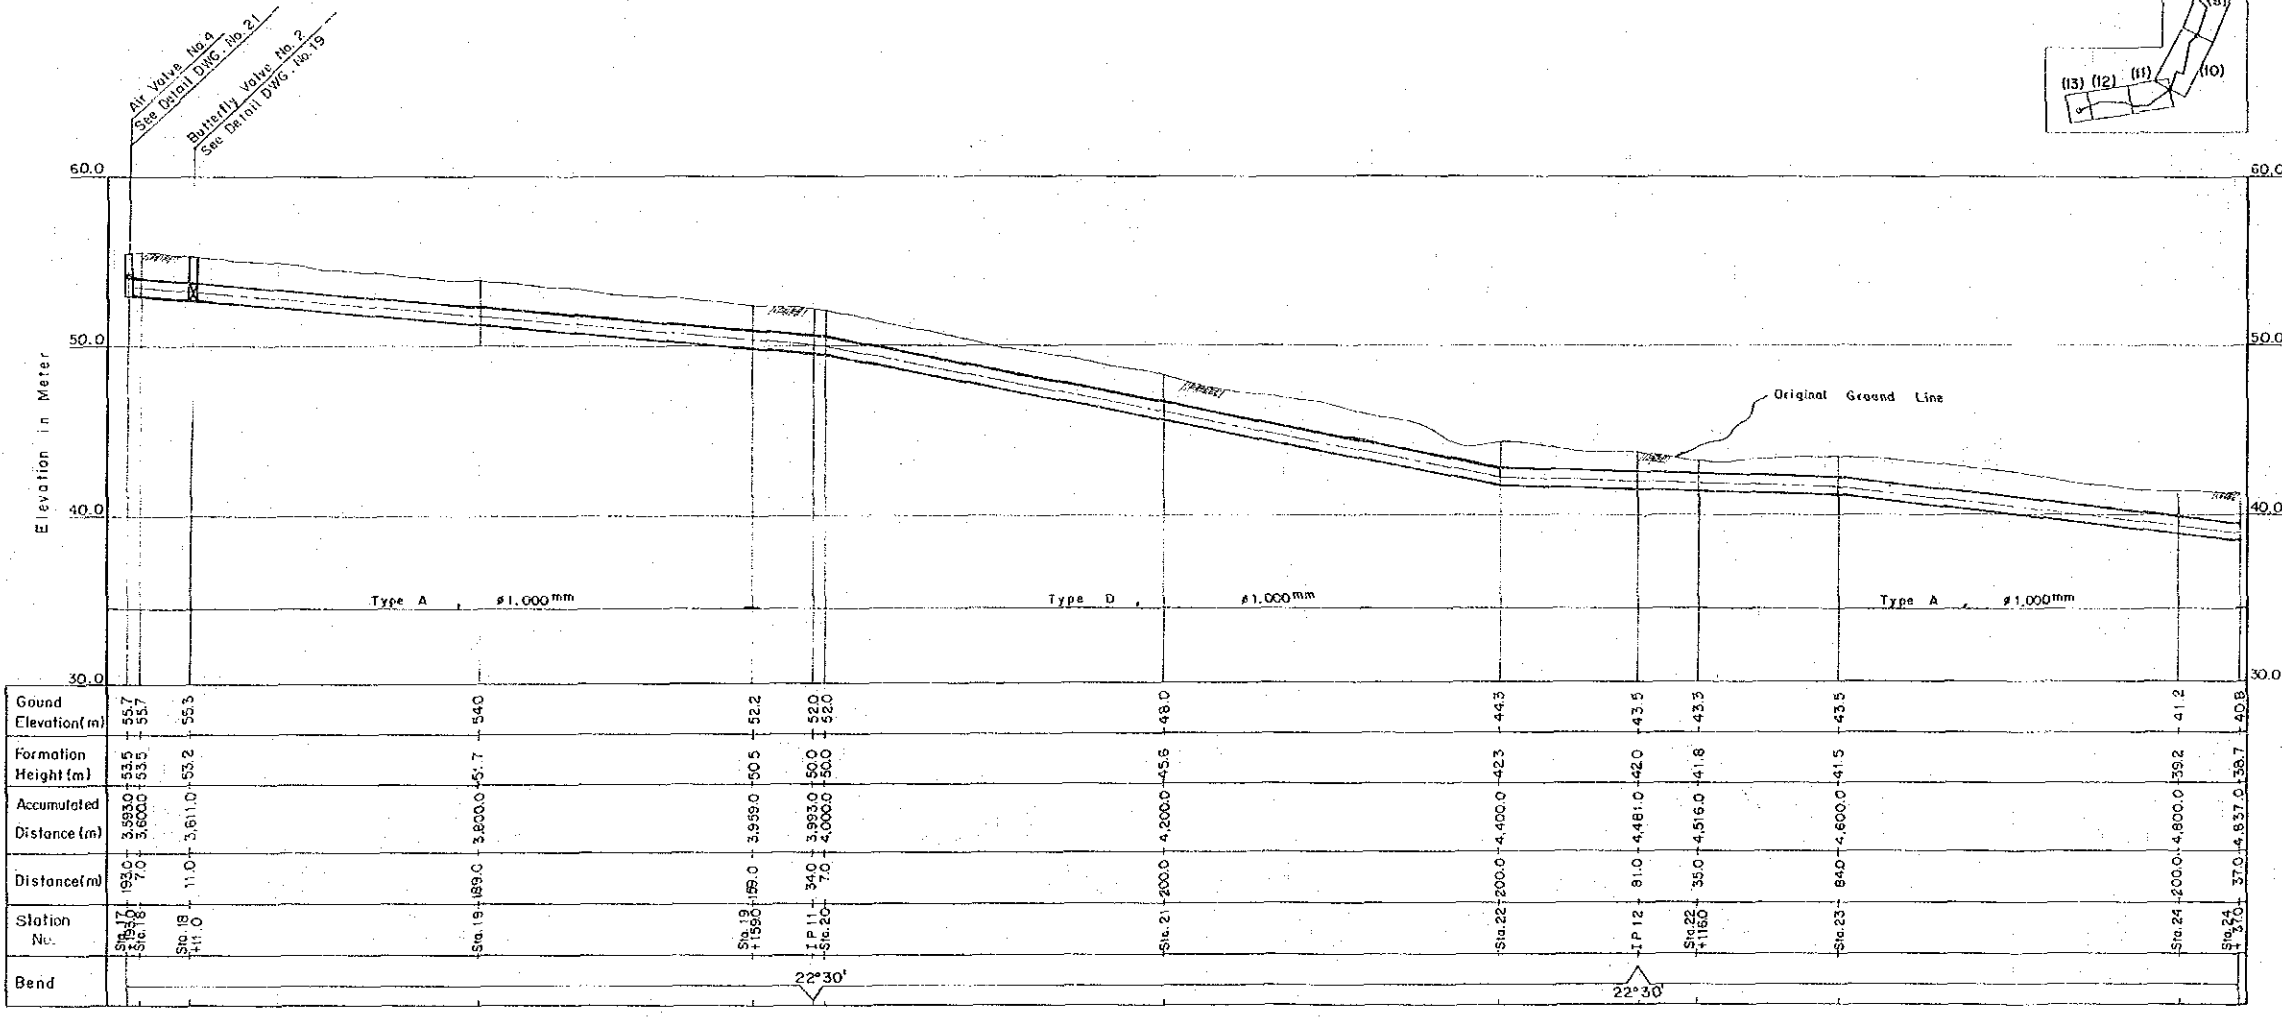 Air Valve No.4
See Detail DWG. No.21
Butterfly Valve No.2
See Detail DWG. No.19
(13) (12) (11) (10)
60.0 60.0
50.0 50.0
40.0 40.0
30.0 30.0
Elevation in Meter
Original Ground Line
Type A , ø1,000mm
Type D , ø1,000mm
Type A , ø1,000mm
Gound Elevation(m) 55.7 55.7 55.3 54.0 52.2 52.0 52.0 48.0 44.3 43.5 43.3 43.5 41.2 40.8
Formation Height(m) 53.5 53.5 53.2 51.7 50.5 50.0 50.0 45.6 42.3 42.0 41.8 41.5 39.2 38.7
Accumulated Distance(m) 3,593.0 3,600.0 3,611.0 3,800.0 3,959.0 3,993.0 4,000.0 4,200.0 4,400.0 4,481.0 4,516.0 4,600.0 4,800.0 4,837.0
Distance(m) 193.0 7.0 11.0 189.0 159.0 34.0 7.0 200.0 200.0 81.0 35.0 84.0 200.0 37.0
Station No. Sta.17 +193.0 Sta.18 Sta.18 +11.0 Sta.19 Sta.19 +159.0 IP 11 Sta.20 Sta.21 Sta.22 IP 12 Sta.22 +116.0 Sta.23 Sta.24 Sta.24 + 37.0
Bend 22°30' 22°30'